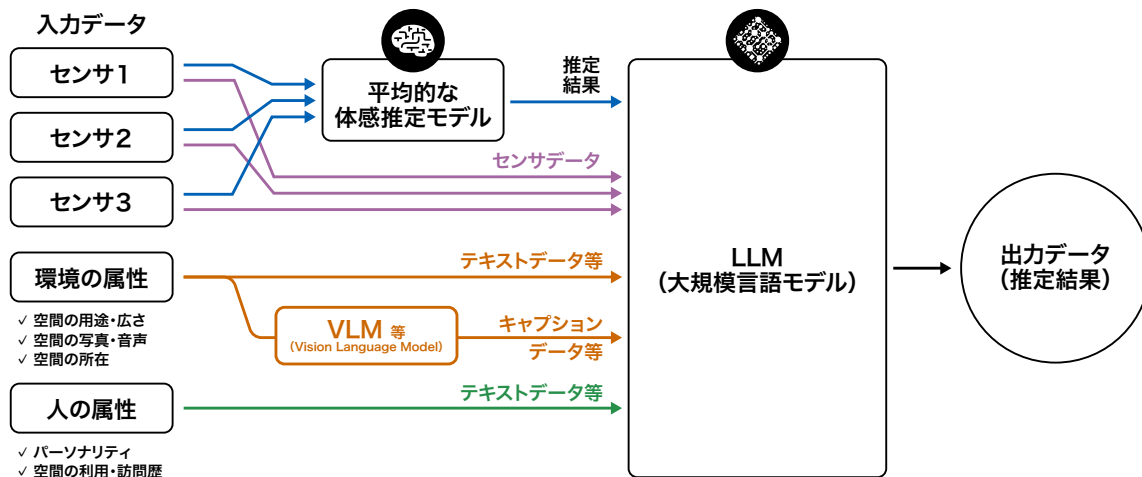 入力データ
センサ1
センサ2
センサ3
環境の属性
✓ 空間の用途・広さ
✓ 空間の写真・音声
✓ 空間の所在
人の属性
✓ パーソナリティ
✓ 空間の利用・訪問歴
平均的な
体感推定モデル
推定
結果
センサデータ
テキストデータ等
VLM 等
(Vision Language Model)
キャプション
データ等
テキストデータ等
LLM
(大規模言語モデル)
出力データ
(推定結果)